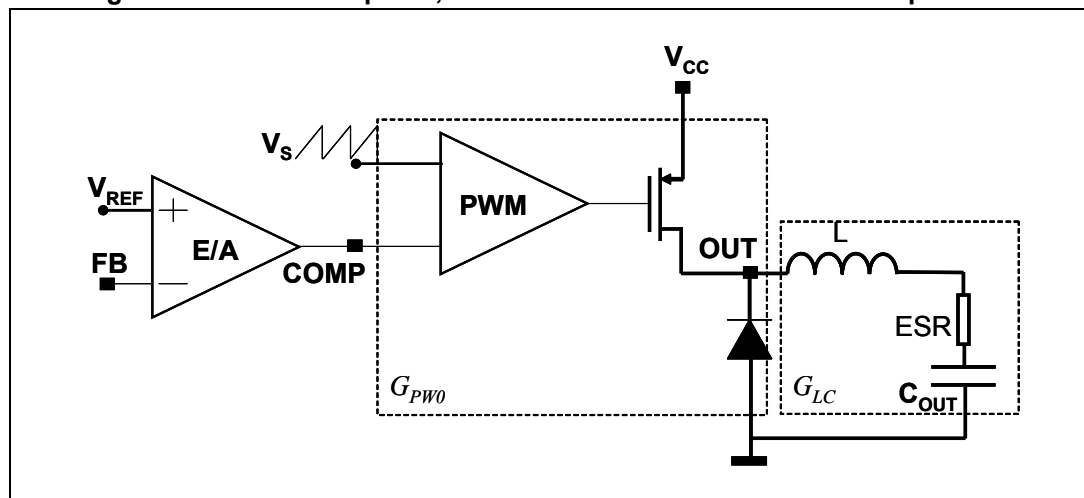 V_CC
V_S
V_REF
PWM
+
E/A
OUT
L
FB
COMP
−
ESR
G_PW0
G_LC
C_OUT